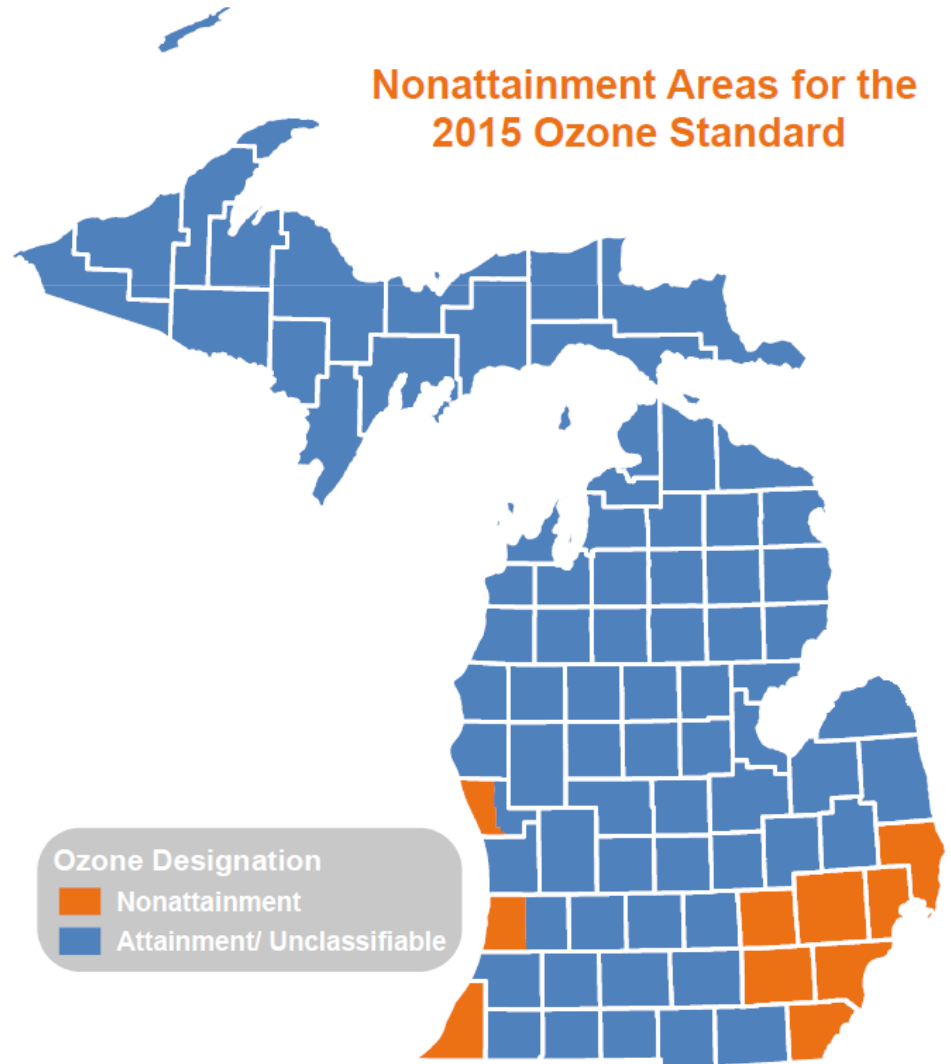 Nonattainment Areas for the
2015 Ozone Standard
Ozone Designation
Nonattainment
Attainment/ Unclassifiable